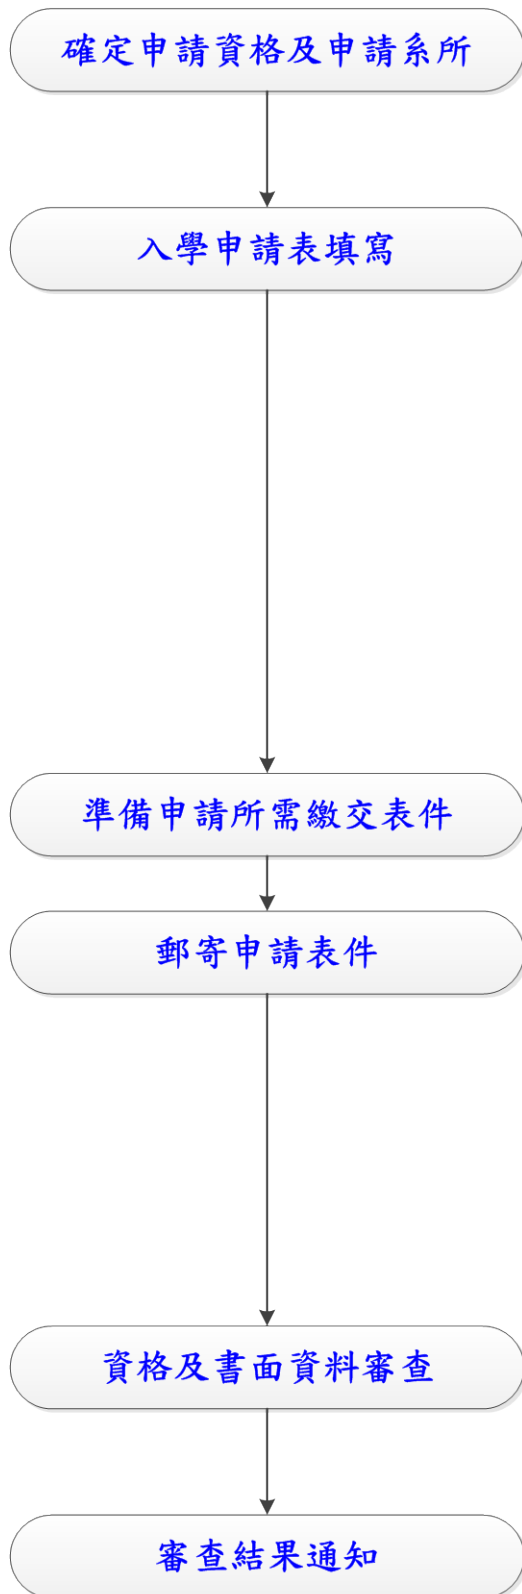 確定申請資格及申請系所
入學申請表填寫
準備申請所需繳交表件
郵寄申請表件
資格及書面資料審查
審查結果通知